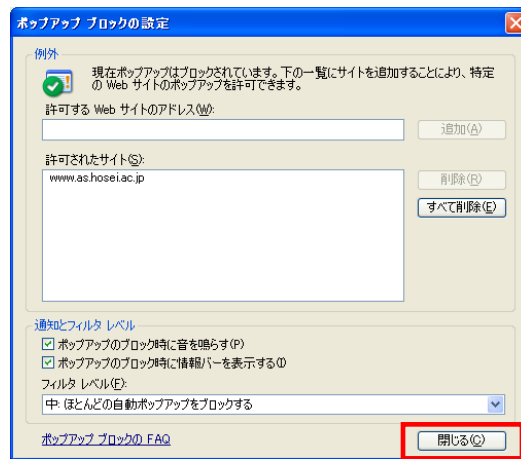 ポップアップ ブロックの設定
例外
現在ポップアップはブロックされています。下の一覧にサイトを追加することにより、特定
の Web サイトのポップアップを許可できます。
許可する Web サイトのアドレス(W):
追加(A)
許可されたサイト(S):
www.as.hosei.ac.jp
削除(R)
すべて削除(E)
通知とフィルタ レベル
ポップアップのブロック時に音を鳴らす(P)
ポップアップのブロック時に情報バーを表示する(I)
フィルタ レベル(F):
中: ほとんどの自動ポップアップをブロックする
ポップアップ ブロックの FAQ
閉じる(C)